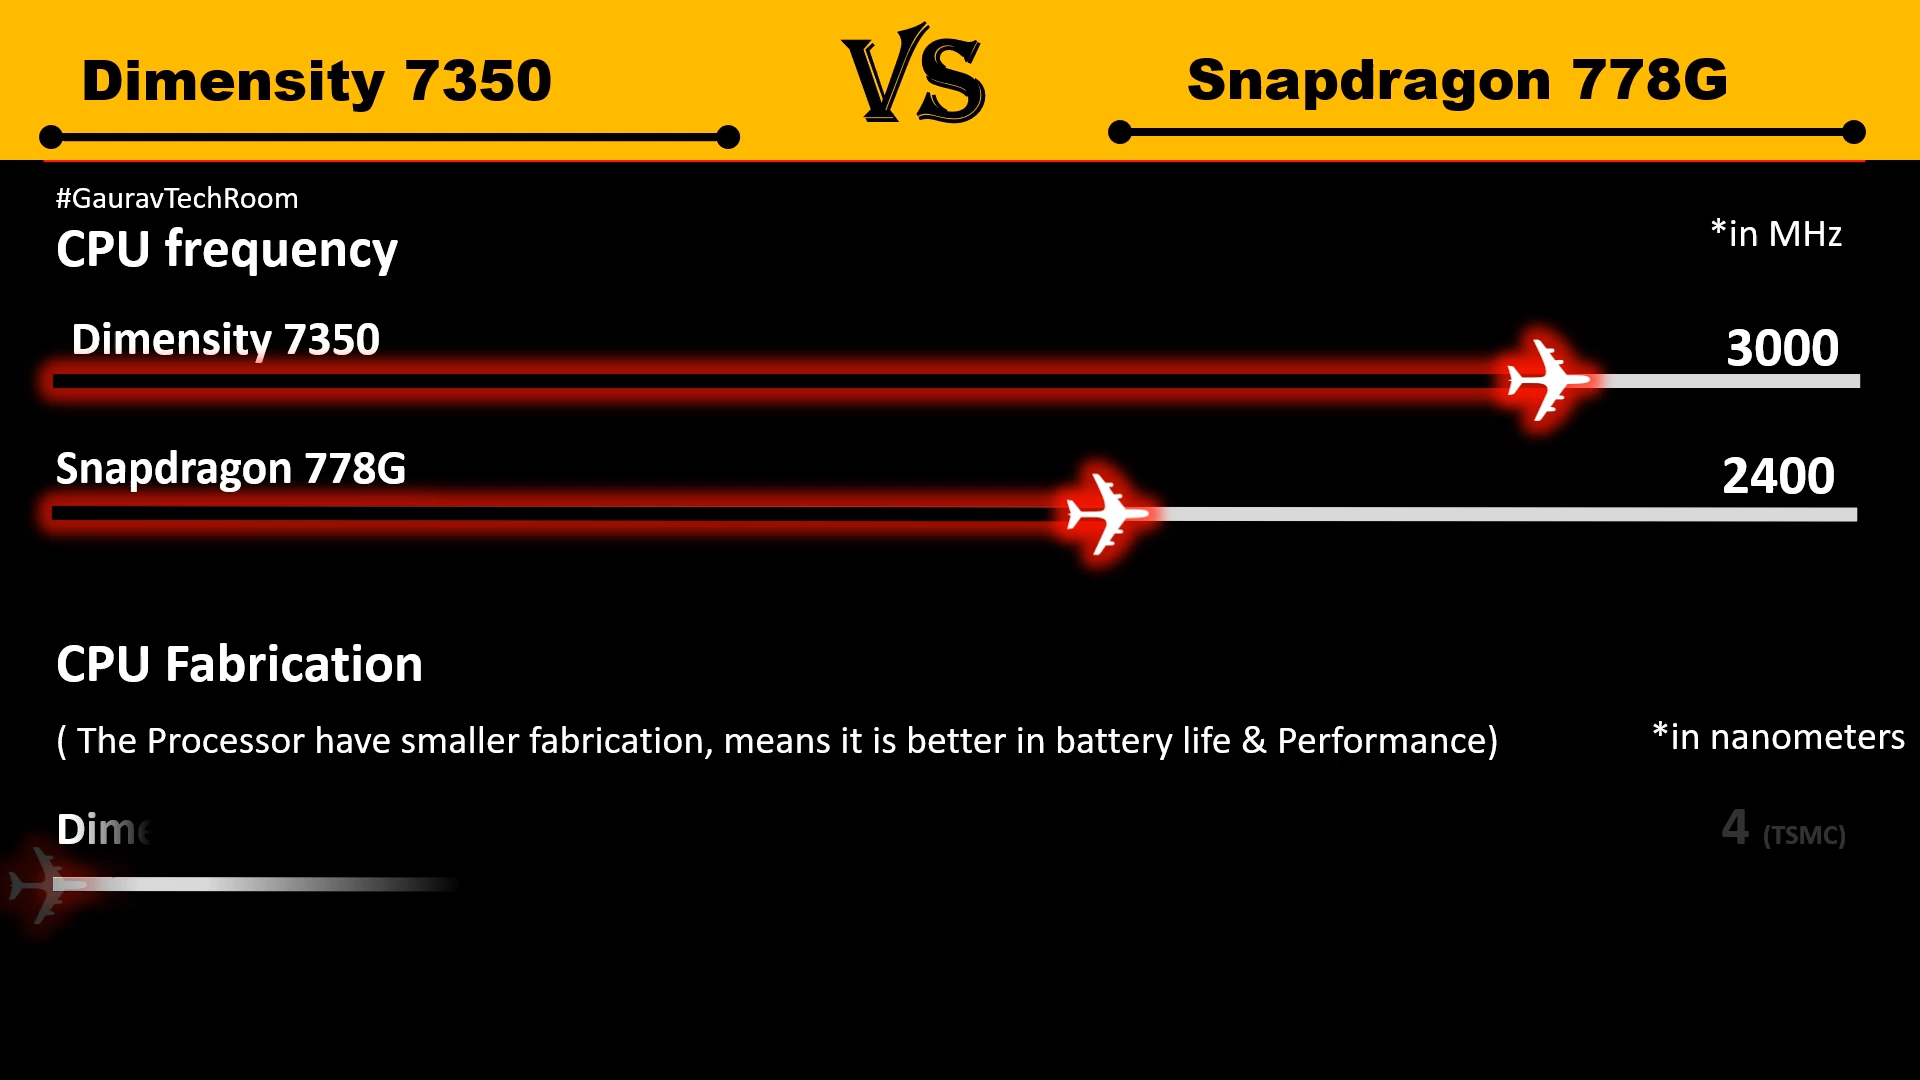 Dimensity 7350
VS
Snapdragon 778G
#GauravTechRoom
CPU frequency
*in MHz
Dimensity 7350
3000
Snapdragon 778G
2400
CPU Fabrication
( The Processor have smaller fabrication, means it is better in battery life & Performance)
*in nanometers
Dime
4 (TSMC)